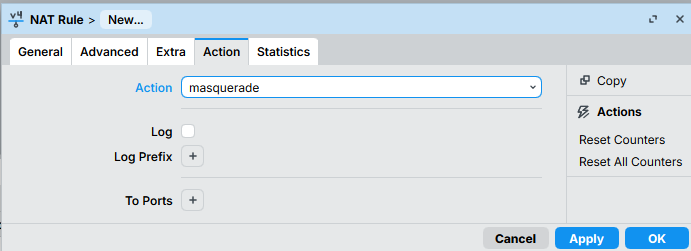 v4 NAT Rule > New...
General Advanced Extra Action Statistics
Action masquerade
Copy
Actions
Log
Reset Counters
Log Prefix +
Reset All Counters
To Ports +
Cancel Apply OK